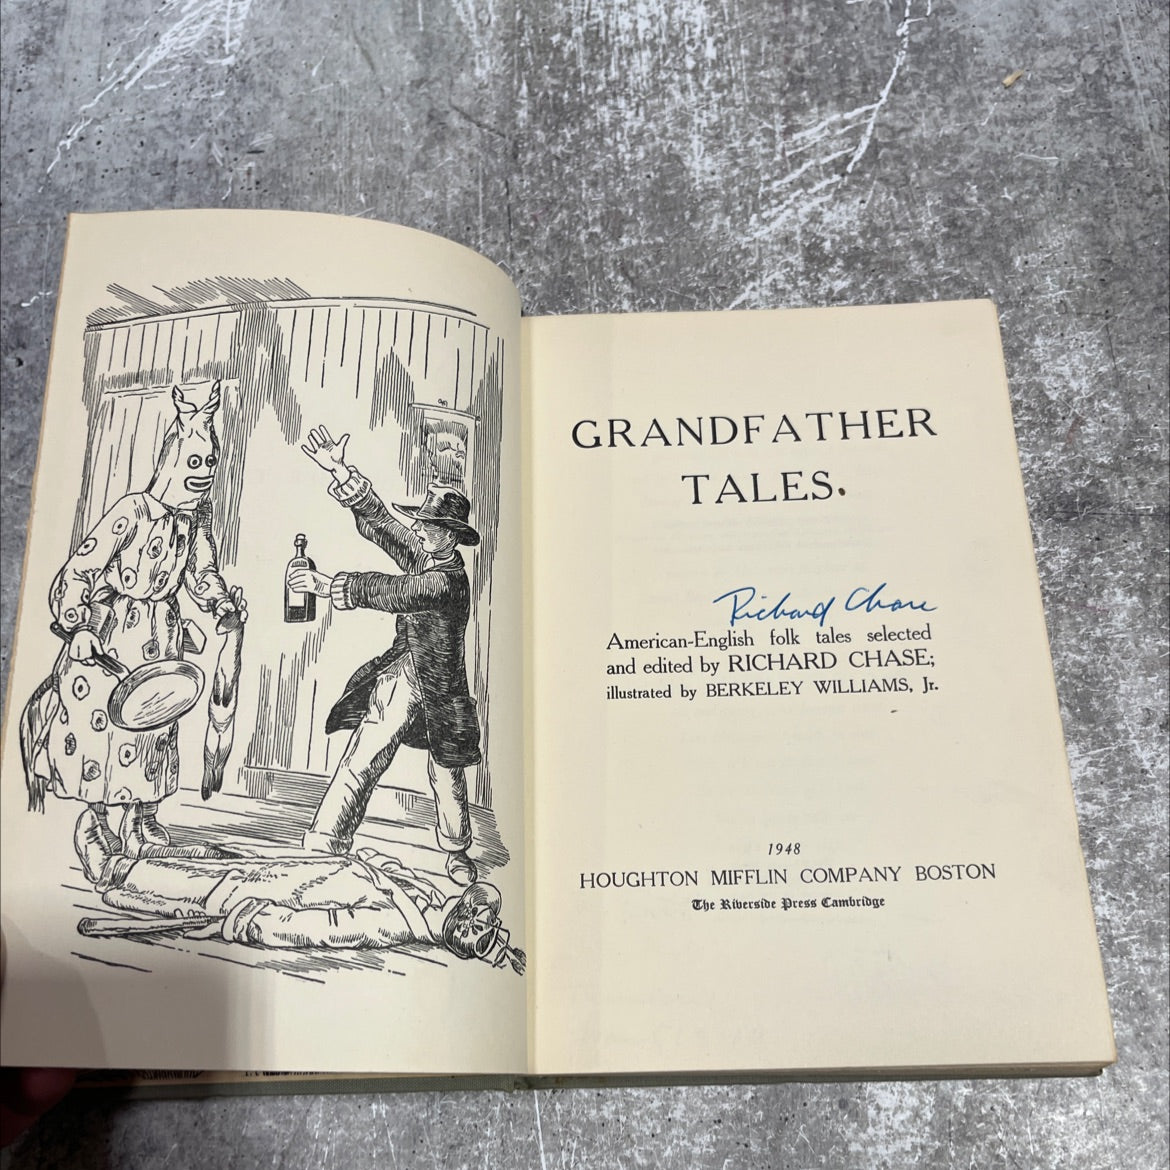 GRANDFATHER
TALES.
Richard Chase
American-English folk tales selected
and edited by RICHARD CHASE;
illustrated by BERKELEY WILLIAMS, Jr.
1948
HOUGHTON MIFFLIN COMPANY BOSTON
The Riverside Press Cambridge